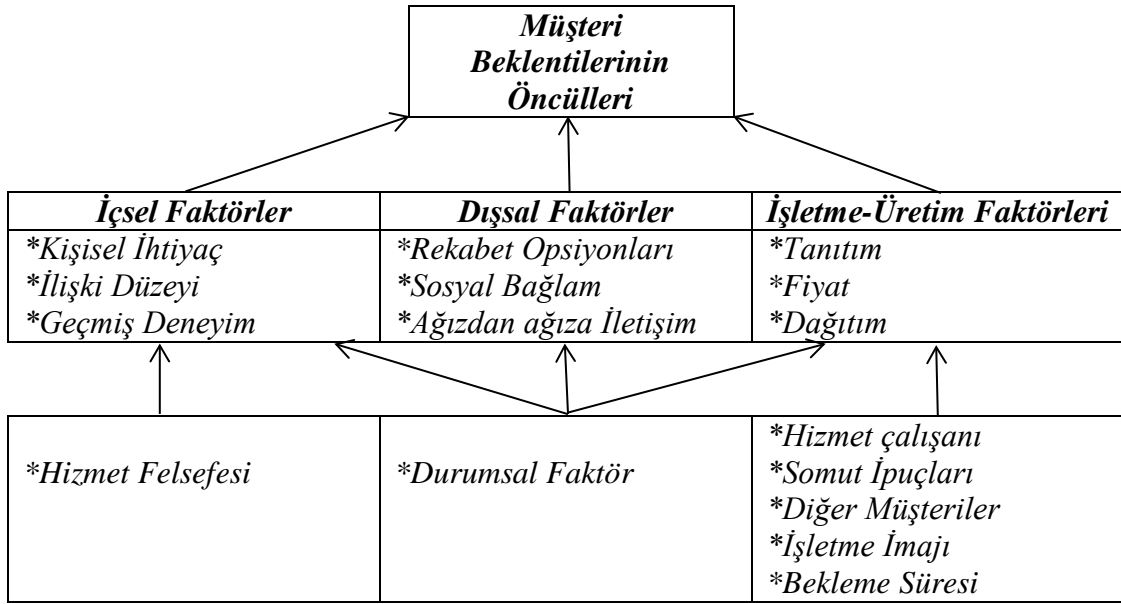 Müşteri
Beklentilerinin
Öncülleri
İçsel Faktörler
*Kişisel İhtiyaç
*İlişki Düzeyi
*Geçmiş Deneyim
Dışsal Faktörler
*Rekabet Opsiyonları
*Sosyal Bağlam
*Ağızdan ağıza İletişim
İşletme-Üretim Faktörleri
*Tanıtım
*Fiyat
*Dağıtım
*Hizmet Felsefesi
*Durumsal Faktör
*Hizmet çalışanı
*Somut İpuçları
*Diğer Müşteriler
*İşletme İmajı
*Bekleme Süresi